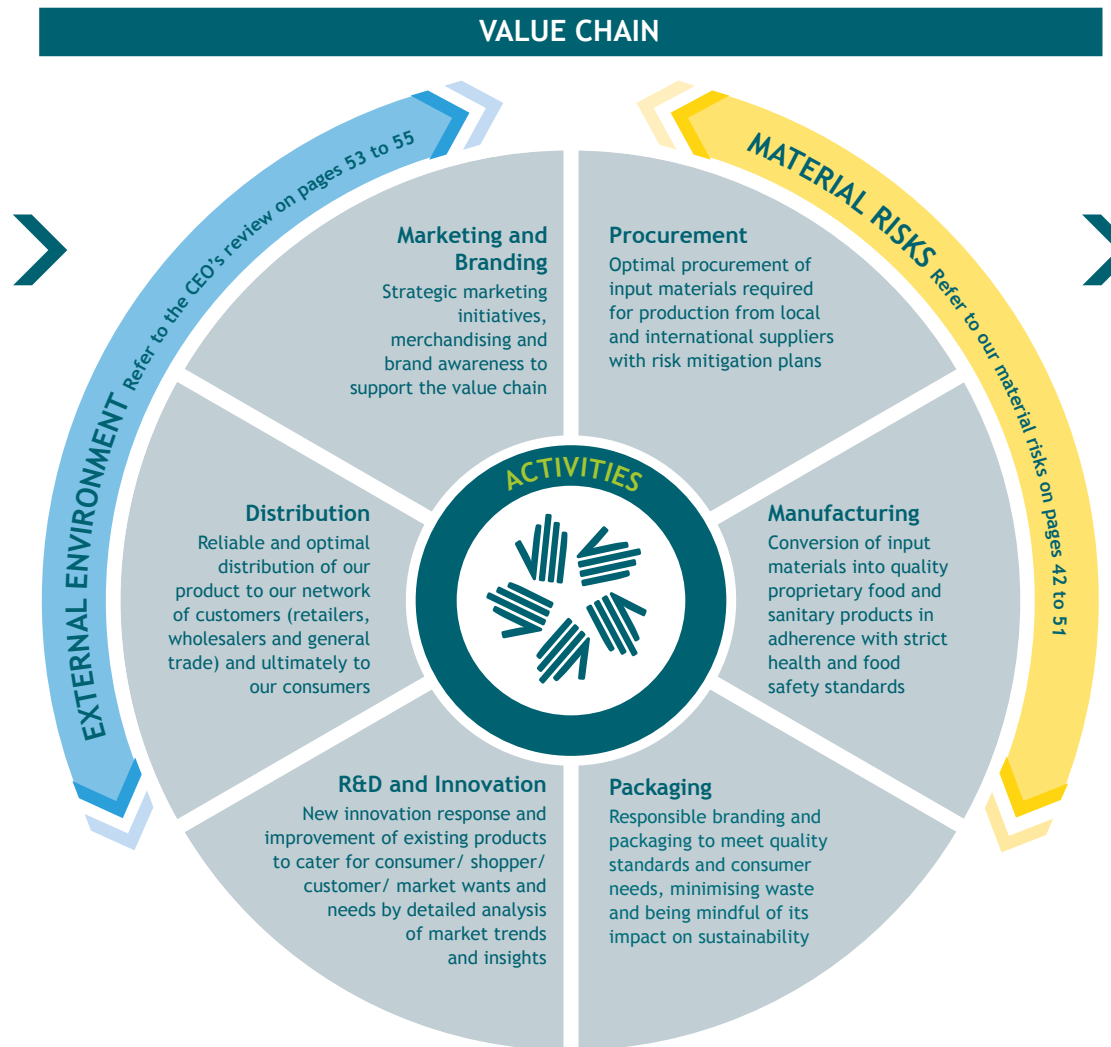 VALUE CHAIN
EXTERNAL ENVIRONMENT Refer to the CEO's review on pages 53 to 55
MATERIAL RISKS Refer to our material risks on pages 42 to 51
Marketing and
Branding
Strategic marketing
initiatives,
merchandising and
brand awareness to
support the value chain
Procurement
Optimal procurement of
input materials required
for production from local
and international suppliers
with risk mitigation plans
ACTIVITIES
Distribution
Reliable and optimal
distribution of our
product to our network
of customers (retailers,
wholesalers and general
trade) and ultimately to
our consumers
Manufacturing
Conversion of input
materials into quality
proprietary food and
sanitary products in
adherence with strict
health and food
safety standards
R&D and Innovation
New innovation response and
improvement of existing products
to cater for consumer/ shopper/
customer/ market wants and
needs by detailed analysis
of market trends
and insights
Packaging
Responsible branding and
packaging to meet quality
standards and consumer
needs, minimising waste
and being mindful of its
impact on sustainability